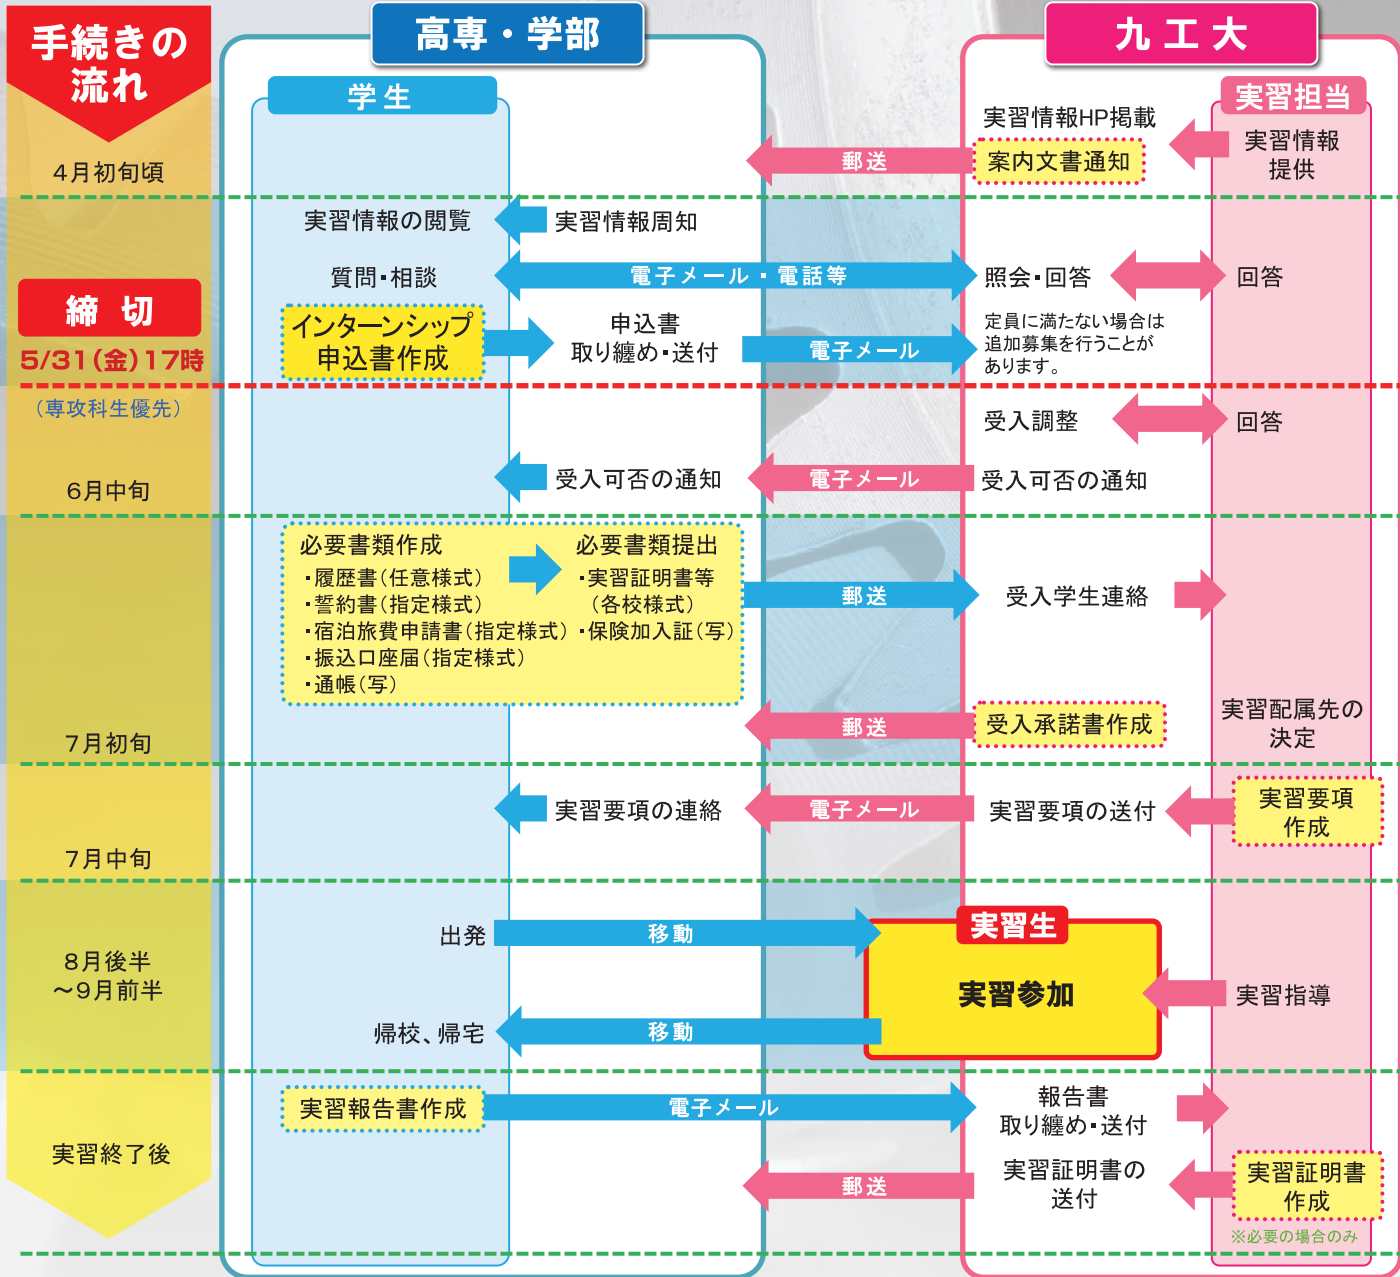 手続きの
流れ
高専・学部
九工大
学生
実習担当
実習情報HP掲載
案内文書通知
郵送
実習情報
提供
4月初旬頃
実習情報の閲覧
実習情報周知
質問・相談
電子メール・電話等
照会・回答
回答
締切
5/31(金)17時
インターンシップ
申込書作成
申込書
取り纏め・送付
電子メール
定員に満たない場合は
追加募集を行うことが
あります。
(専攻科生優先)
受入調整
回答
6月中旬
受入可否の通知
電子メール
受入可否の通知
必要書類作成
・履歴書(任意様式)
・誓約書(指定様式)
・宿泊旅費申請書(指定様式)
・振込口座届(指定様式)
・通帳(写)
必要書類提出
・実習証明書等
(各校様式)
・保険加入証(写)
郵送
受入学生連絡
7月初旬
郵送
受入承諾書作成
実習配属先の
決定
7月中旬
実習要項の連絡
電子メール
実習要項の送付
実習要項
作成
8月後半
～9月前半
出発
移動
実習生
実習参加
実習指導
帰校、帰宅
移動
実習終了後
実習報告書作成
電子メール
報告書
取り纏め・送付
郵送
実習証明書の
送付
実習証明書
作成
※必要の場合のみ